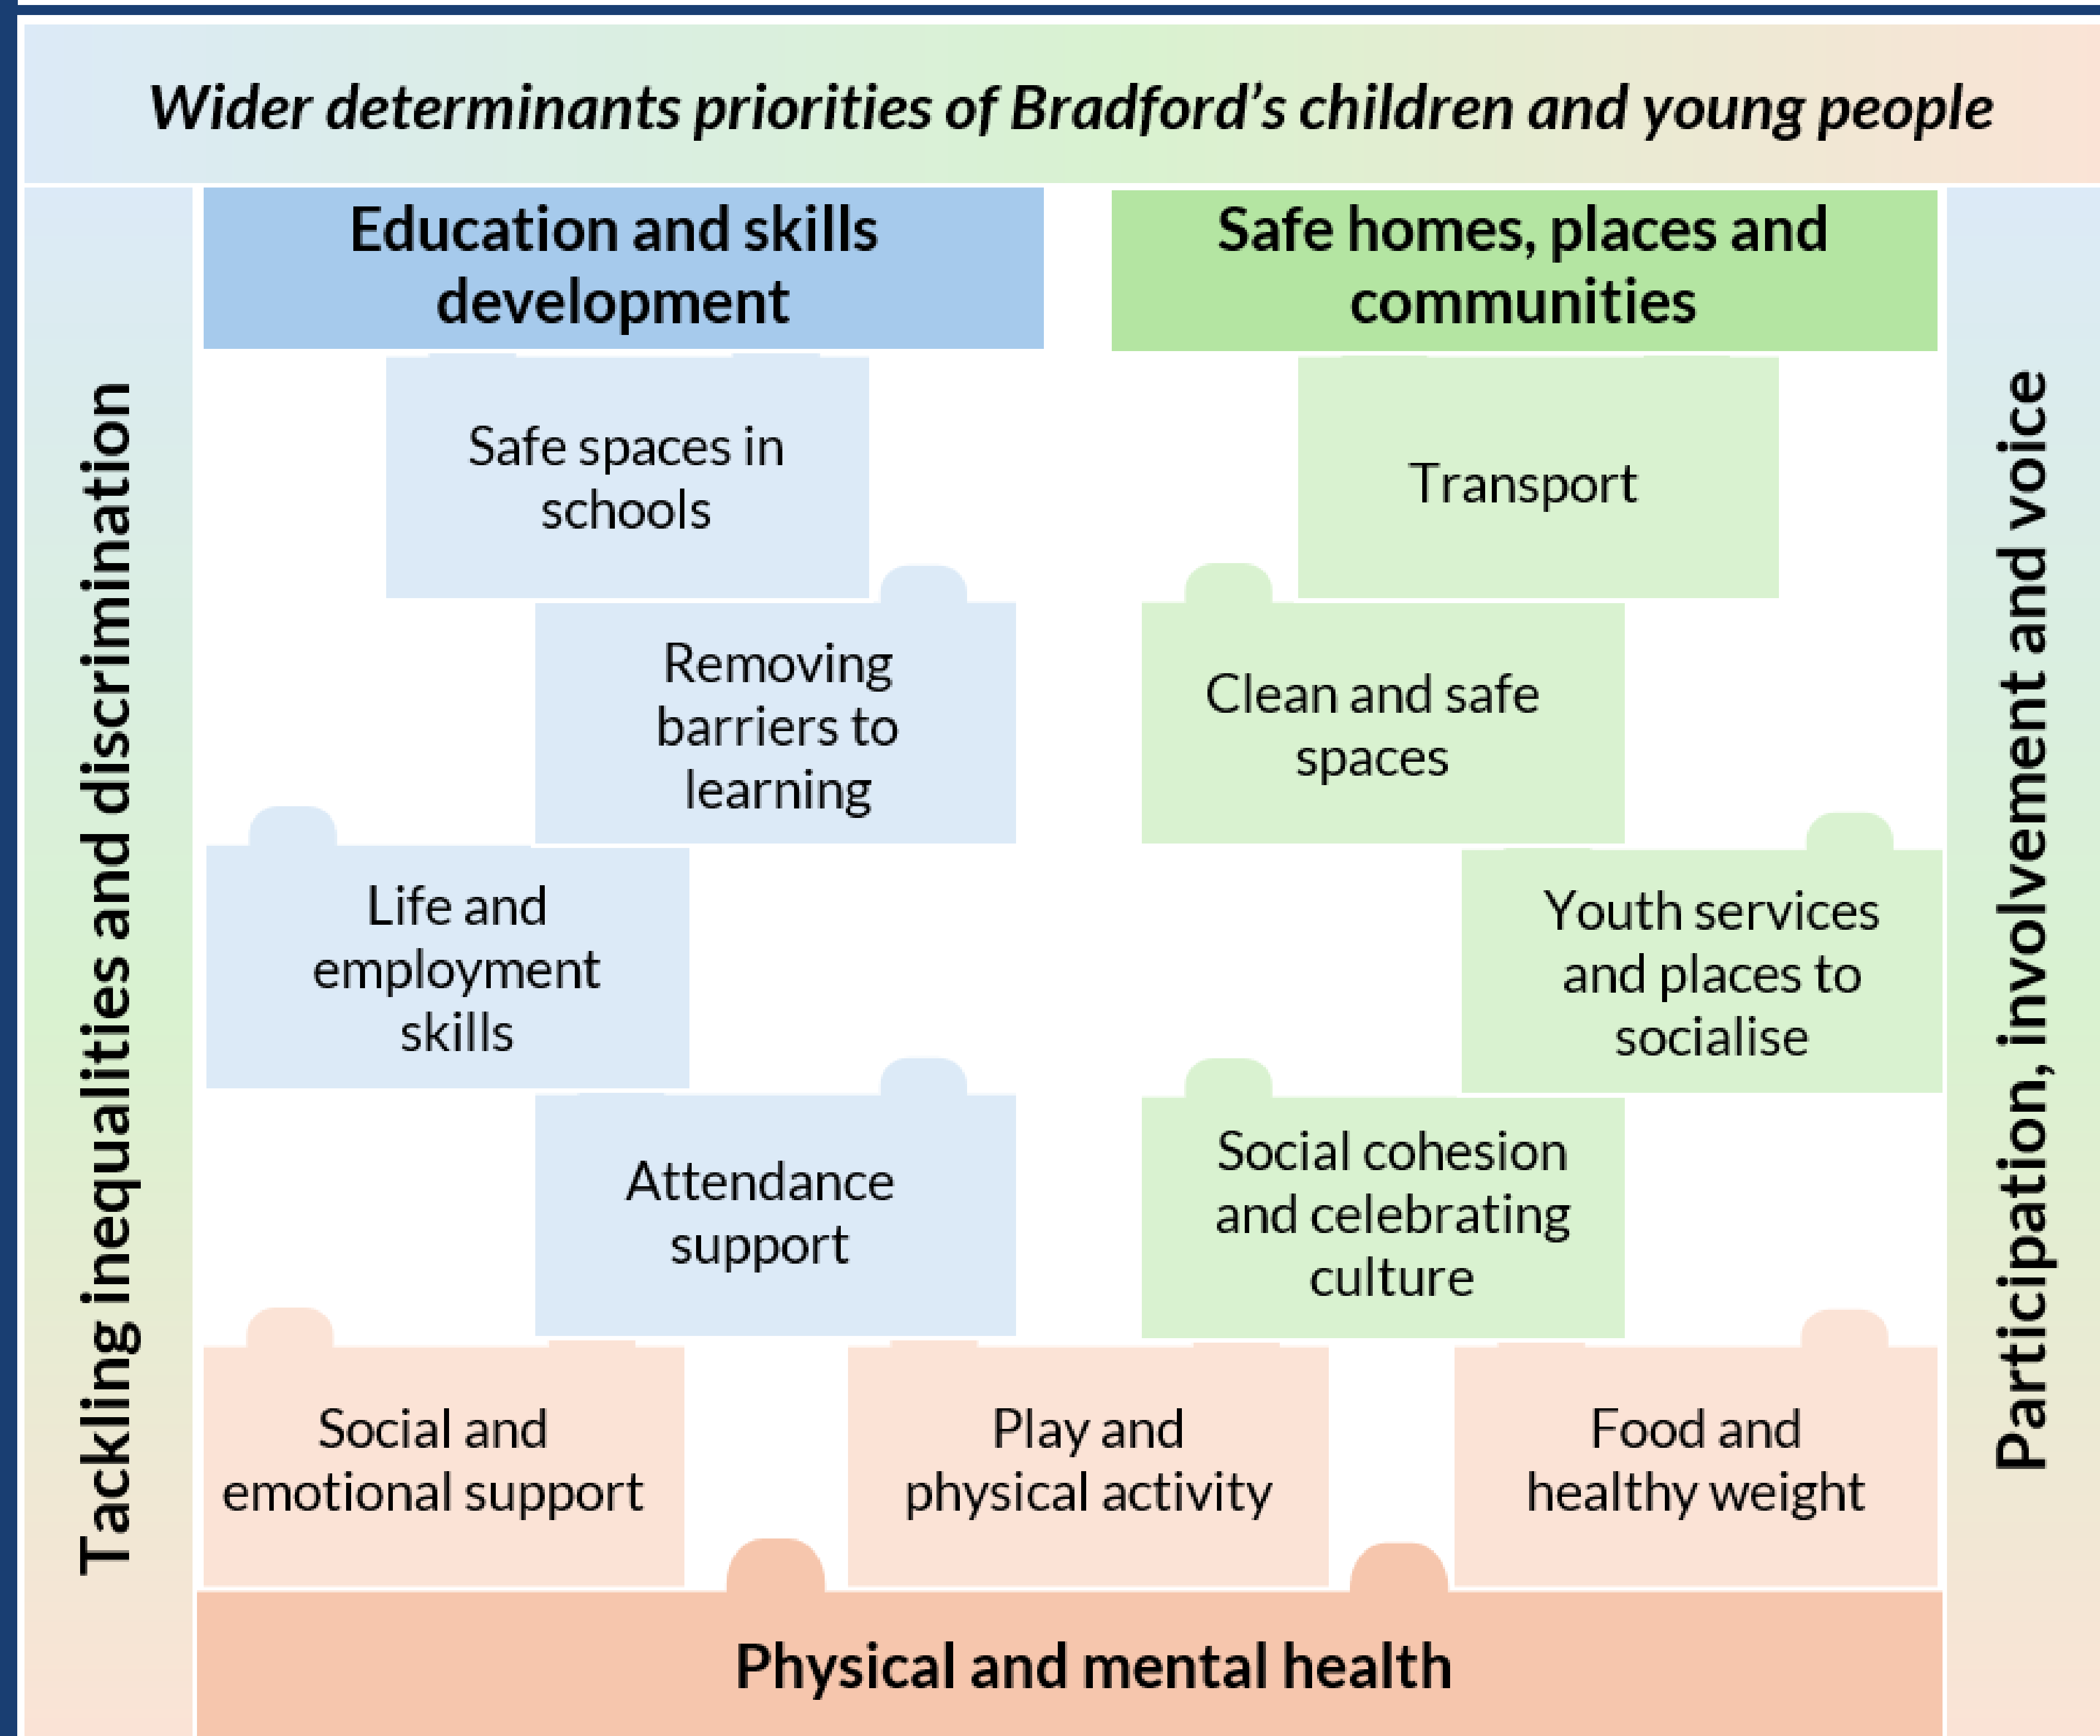 Wider determinants priorities of Bradford’s children and young people
Tackling inequalities and discrimination
Education and skills
development
Safe spaces in
schools
Removing
barriers to
learning
Life and
employment
skills
Attendance
support
Safe homes, places and
communities
Transport
Clean and safe
spaces
Youth services
and places to
socialise
Social cohesion
and celebrating
culture
Social and
emotional support
Play and
physical activity
Food and
healthy weight
Physical and mental health
Participation, involvement and voice